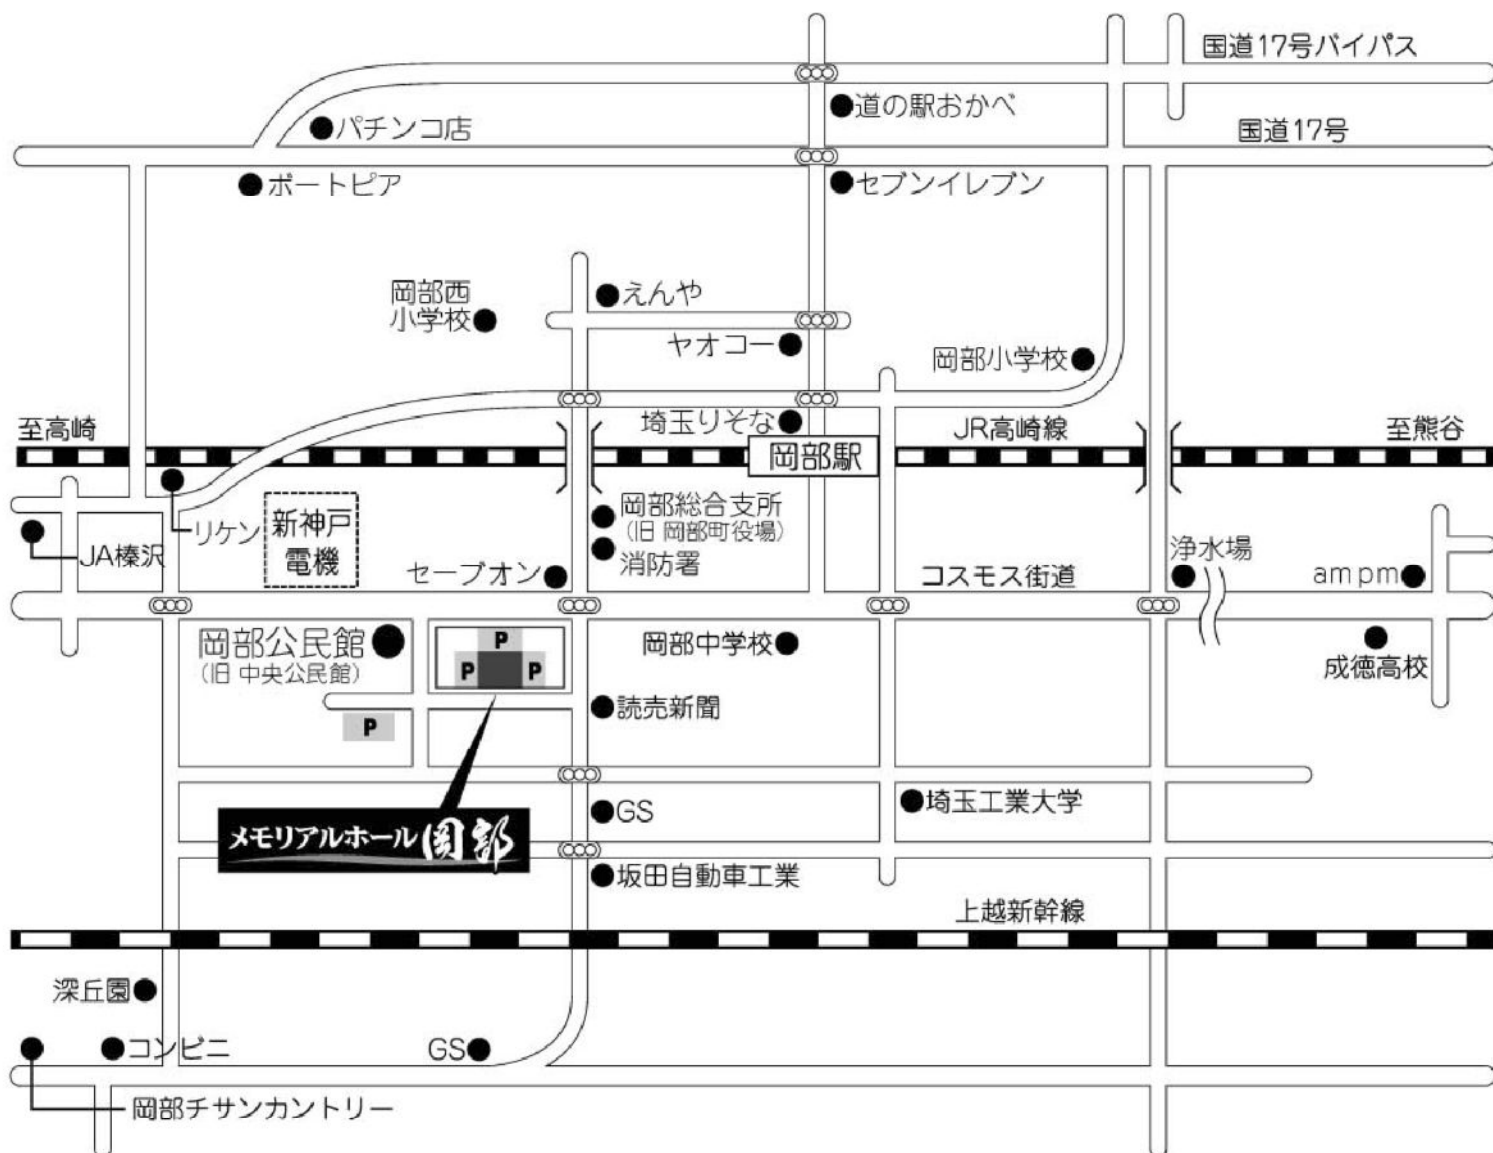 国道17号バイパス
道の駅おかべ
パチンコ店
国道17号
ボートピア
セブンイレブン
岡部西
小学校
えんや
ヤオコー
岡部小学校
埼玉りそな
至高崎
JR高崎線
至熊谷
岡部駅
リケン
新神戸
電機
岡部総合支所
(旧 岡部町役場)
消防署
JA榛沢
セーブオン
コスモス街道
浄水場
am pm
岡部公民館
(旧 中央公民館)
P
P
P
岡部中学校
成徳高校
読売新聞
P
メモリアルホール 岡部
GS
埼玉工業大学
坂田自動車工業
上越新幹線
深丘園
コンビニ
GS
岡部チサンカントリー